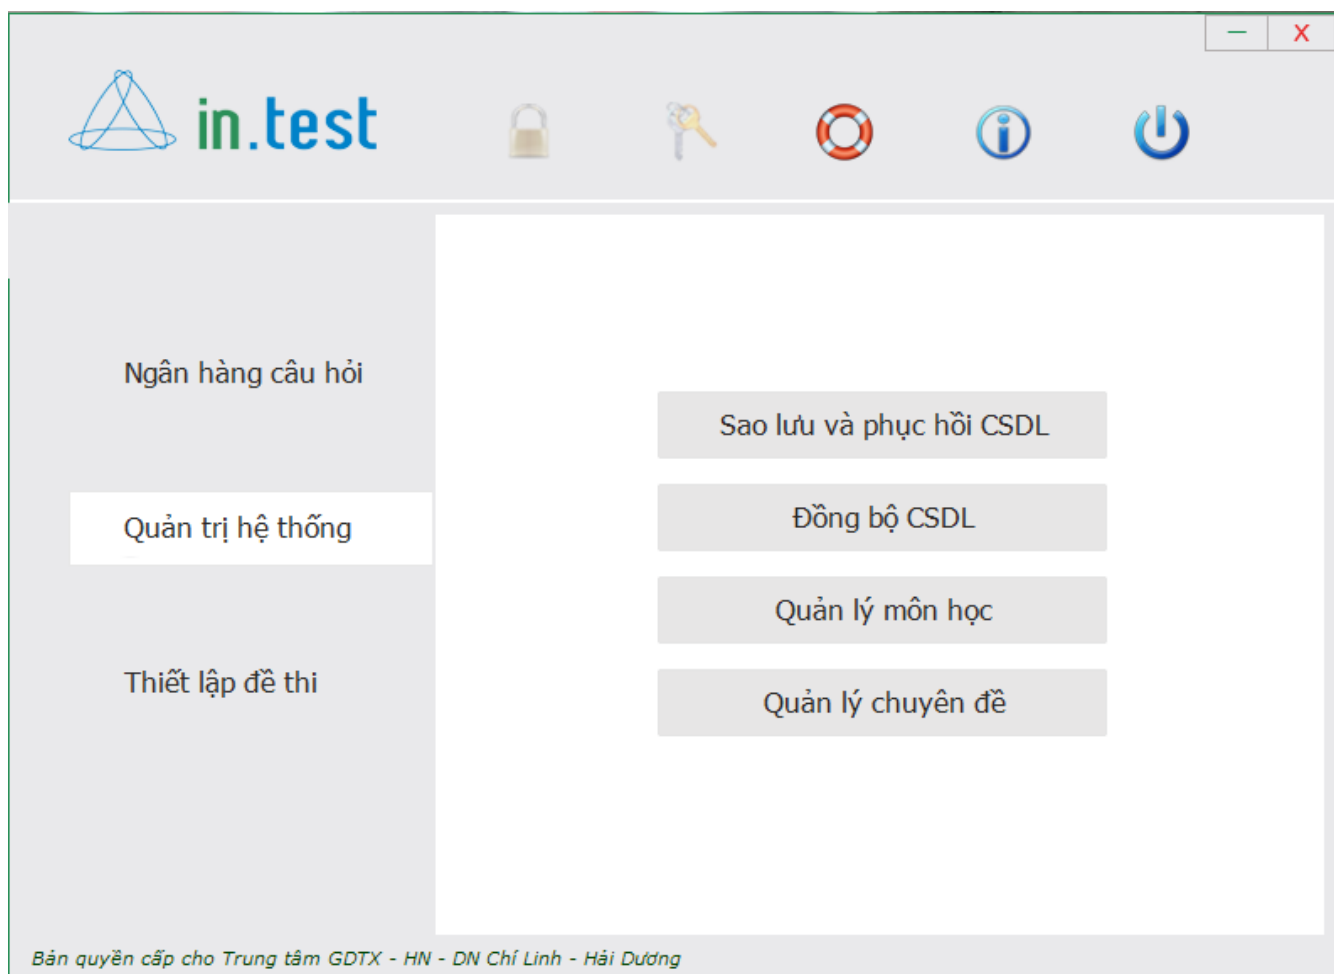 — X
in.test
Ngân hàng câu hỏi
Quản trị hệ thống
Thiết lập đề thi
Sao lưu và phục hồi CSDL
Đồng bộ CSDL
Quản lý môn học
Quản lý chuyên đề
Bản quyền cấp cho Trung tâm GDTX - HN - DN Chí Linh - Hải Dương